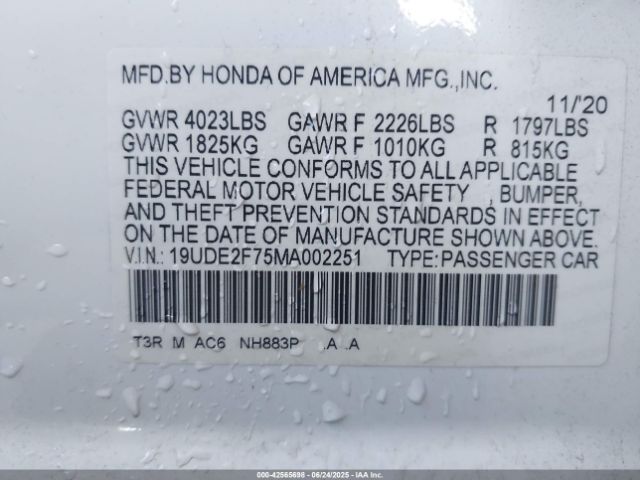 MFD.BY HONDA OF AMERICA MFG.,INC.
11/'20
GVWR 4023LBS GAWR F 2226LBS R 1797LBS
GVWR 1825KG GAWR F 1010KG R 815KG
THIS VEHICLE CONFORMS TO ALL APPLICABLE
FEDERAL MOTOR VEHICLE SAFETY , BUMPER,
AND THEFT PREVENTION STANDARDS IN EFFECT
ON THE DATE OF MANUFACTURE SHOWN ABOVE.
V.I.N.: 19UDE2F75MA002251 TYPE:PASSENGER CAR
T3R M AC6 NH883P .A .A
000-42565698 - 06/24/2025 - IAA Inc.